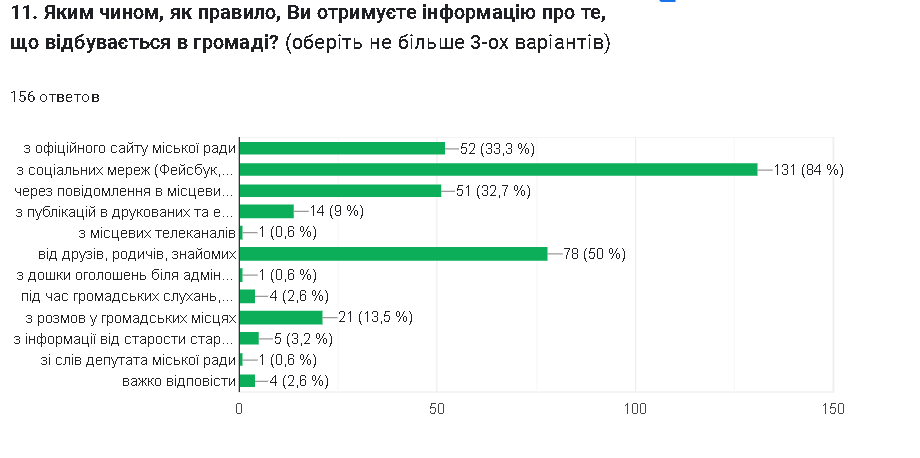 11. Яким чином, як правило, Ви отримуєте інформацію про те,
що відбувається в громаді? (оберіть не більше 3-ох варіантів)
156 ответов
з офіційного сайту міської ради 52 (33,3 %)
з соціальних мереж (Фейсбук,... 131 (84 %)
через повідомлення в місцеви... 51 (32,7 %)
з публікацій в друкованих та е... 14 (9 %)
з місцевих телеканалів 1 (0,6 %)
від друзів, родичів, знайомих 78 (50 %)
з дошки оголошень біля адмін... 1 (0,6 %)
під час громадських слухань,... 4 (2,6 %)
з розмов у громадських місцях 21 (13,5 %)
з інформації від старости стар... 5 (3,2 %)
зі слів депутата міської ради 1 (0,6 %)
важко відповісти 4 (2,6 %)
0 50 100 150